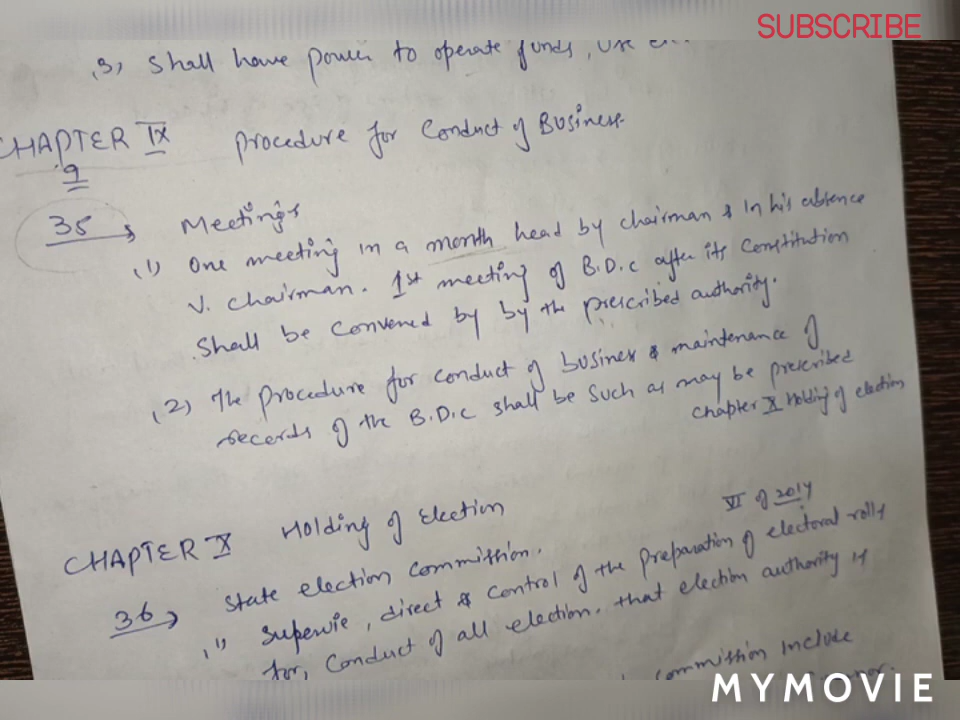 SUBSCRIBE
(3) Shall have power to operate funds, use
CHAPTER IX Procedure for Conduct of Business
9
35 → Meetings
(1) One meeting in a month head by chairman & In his absence
V. chairman. 1st meeting of B.D.C after its Constitution
Shall be convened by by the prescribed authority.
(2) The procedure for conduct of business & maintenance of
records of the B.D.C shall be such as may be prescribed
chapter X Holding of election
CHAPTER X Holding of Election
VI of 2014
36 → State election Commission.
(1) Supervie, direct & control of the preparation of electoral rolls
for, Conduct of all election. that election authority is
commission include
MYMOVIE